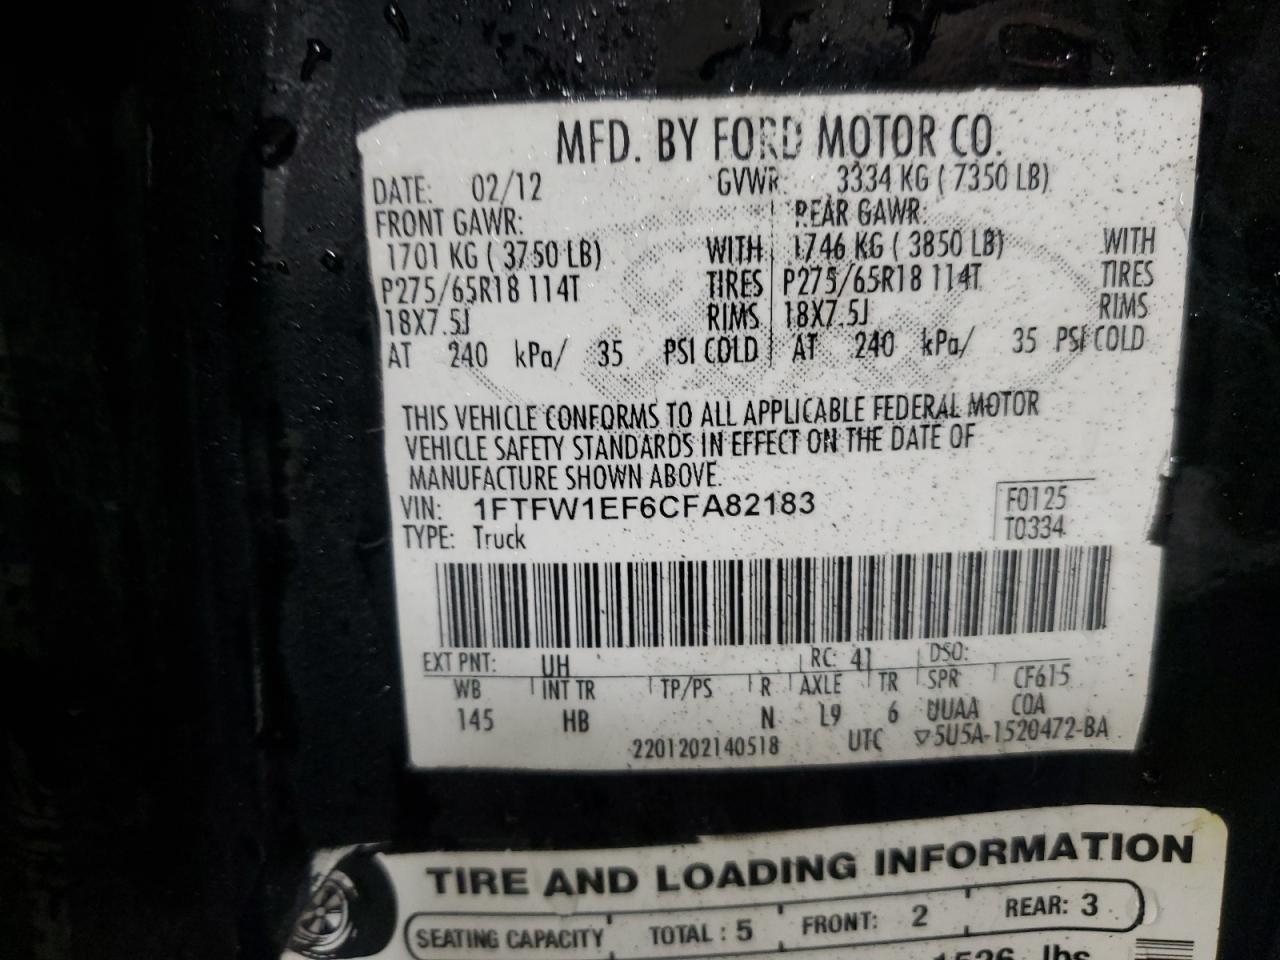 MFD. BY FORD MOTOR CO.
DATE: 02/12 GVWR: 3334 KG ( 7350 LB)
FRONT GAWR: REAR GAWR:
1701 KG ( 3750 LB) WITH 1746 KG ( 3850 LB) WITH
P275/65R18 114T TIRES P275/65R18 114T TIRES
18X7.5J RIMS 18X7.5J RIMS
AT 240 kPa/ 35 PSI COLD AT 240 kPa/ 35 PSI COLD
THIS VEHICLE CONFORMS TO ALL APPLICABLE FEDERAL MOTOR
VEHICLE SAFETY STANDARDS IN EFFECT ON THE DATE OF
MANUFACTURE SHOWN ABOVE.
VIN: 1FTFW1EF6CFA82183 F0125
TYPE: Truck T0334
EXT PNT: UH RC: 41 DSO:
WB INT TR TP/PS R AXLE TR SPR CF615
145 HB N L9 6 UUAA COA
2201202140518 UTC ▽5U5A-1520472-BA
TIRE AND LOADING INFORMATION
SEATING CAPACITY TOTAL : 5 FRONT: 2 REAR: 3
lbs